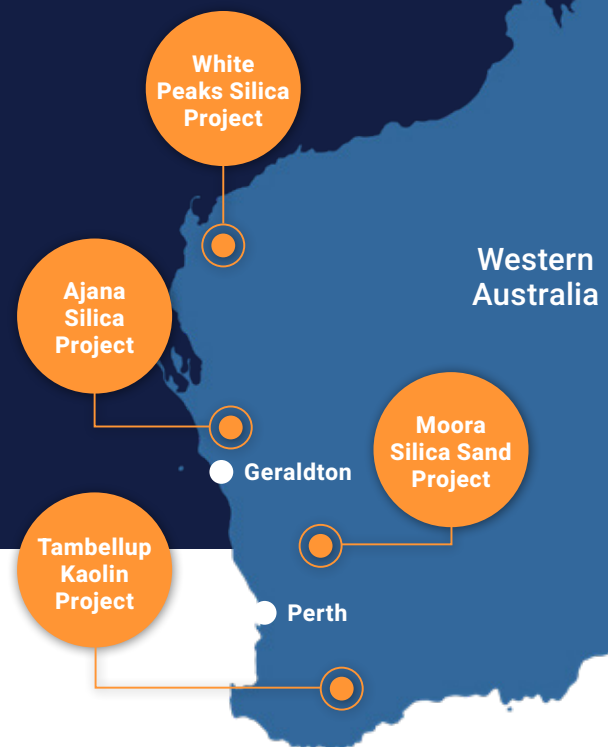 White
Peaks Silica
Project
Western
Australia
Ajana
Silica
Project
Moora
Silica Sand
Project
Geraldton
Tambellup
Kaolin
Project
Perth